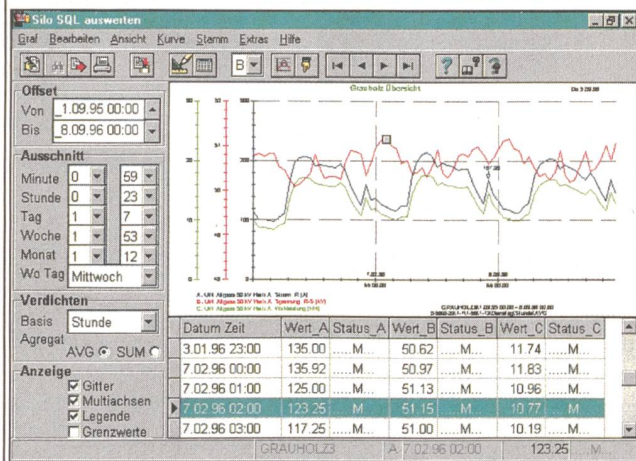 Silo SQL auswerten
Graf Bearbeiten Ansicht Kurve Stamm Extras Hilfe
B
Offset
Von _1.09.95 00:00
Bis _8.09.96 00:00
Ausschnitt
Minute 0 59
Stunde 0 23
Tag 1 7
Woche 1 53
Monat 1 12
Wo Tag Mittwoch
Verdichten
Basis Stunde
Agregat
AVG SUM
Anzeige
Gitter
Multiachsen
Legende
Grenzwerte
Grauholz Übersicht
Datum Zeit Wert_A Status_A Wert_B Status_B Wert_C Status_C
3.01.96 23:00 135.00 .....M... 50.62 .....M... 11.74 .....M...
7.02.96 00:00 135.92 .....M... 50.97 .....M... 11.83 .....M...
7.02.96 01:00 125.00 .....M... 51.13 .....M... 10.96 .....M...
7.02.96 02:00 123.25 .....M... 51.15 .....M... 10.77 .....M...
7.02.96 03:00 117.25 .....M... 51.00 .....M... 10.19 .....M...
GRAUHOLZ3 A 7.02.96 02:00 123.25 .....M...